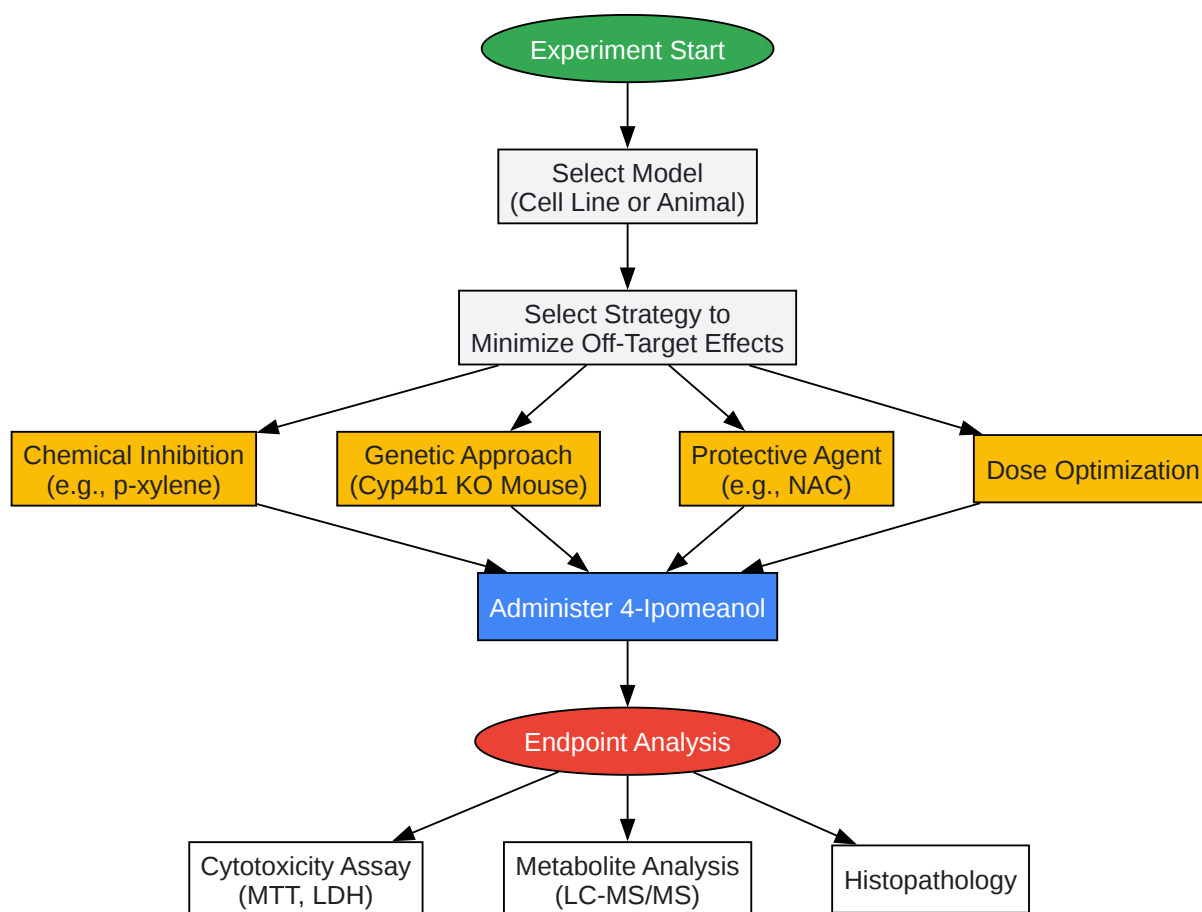 Experiment Start
Select Model
(Cell Line or Animal)
Select Strategy to
Minimize Off-Target Effects
Chemical Inhibition
(e.g., p-xylene)
Genetic Approach
(Cyp4b1 KO Mouse)
Protective Agent
(e.g., NAC)
Dose Optimization
Administer 4-Ipomeanol
Endpoint Analysis
Cytotoxicity Assay
(MTT, LDH)
Metabolite Analysis
(LC-MS/MS)
Histopathology